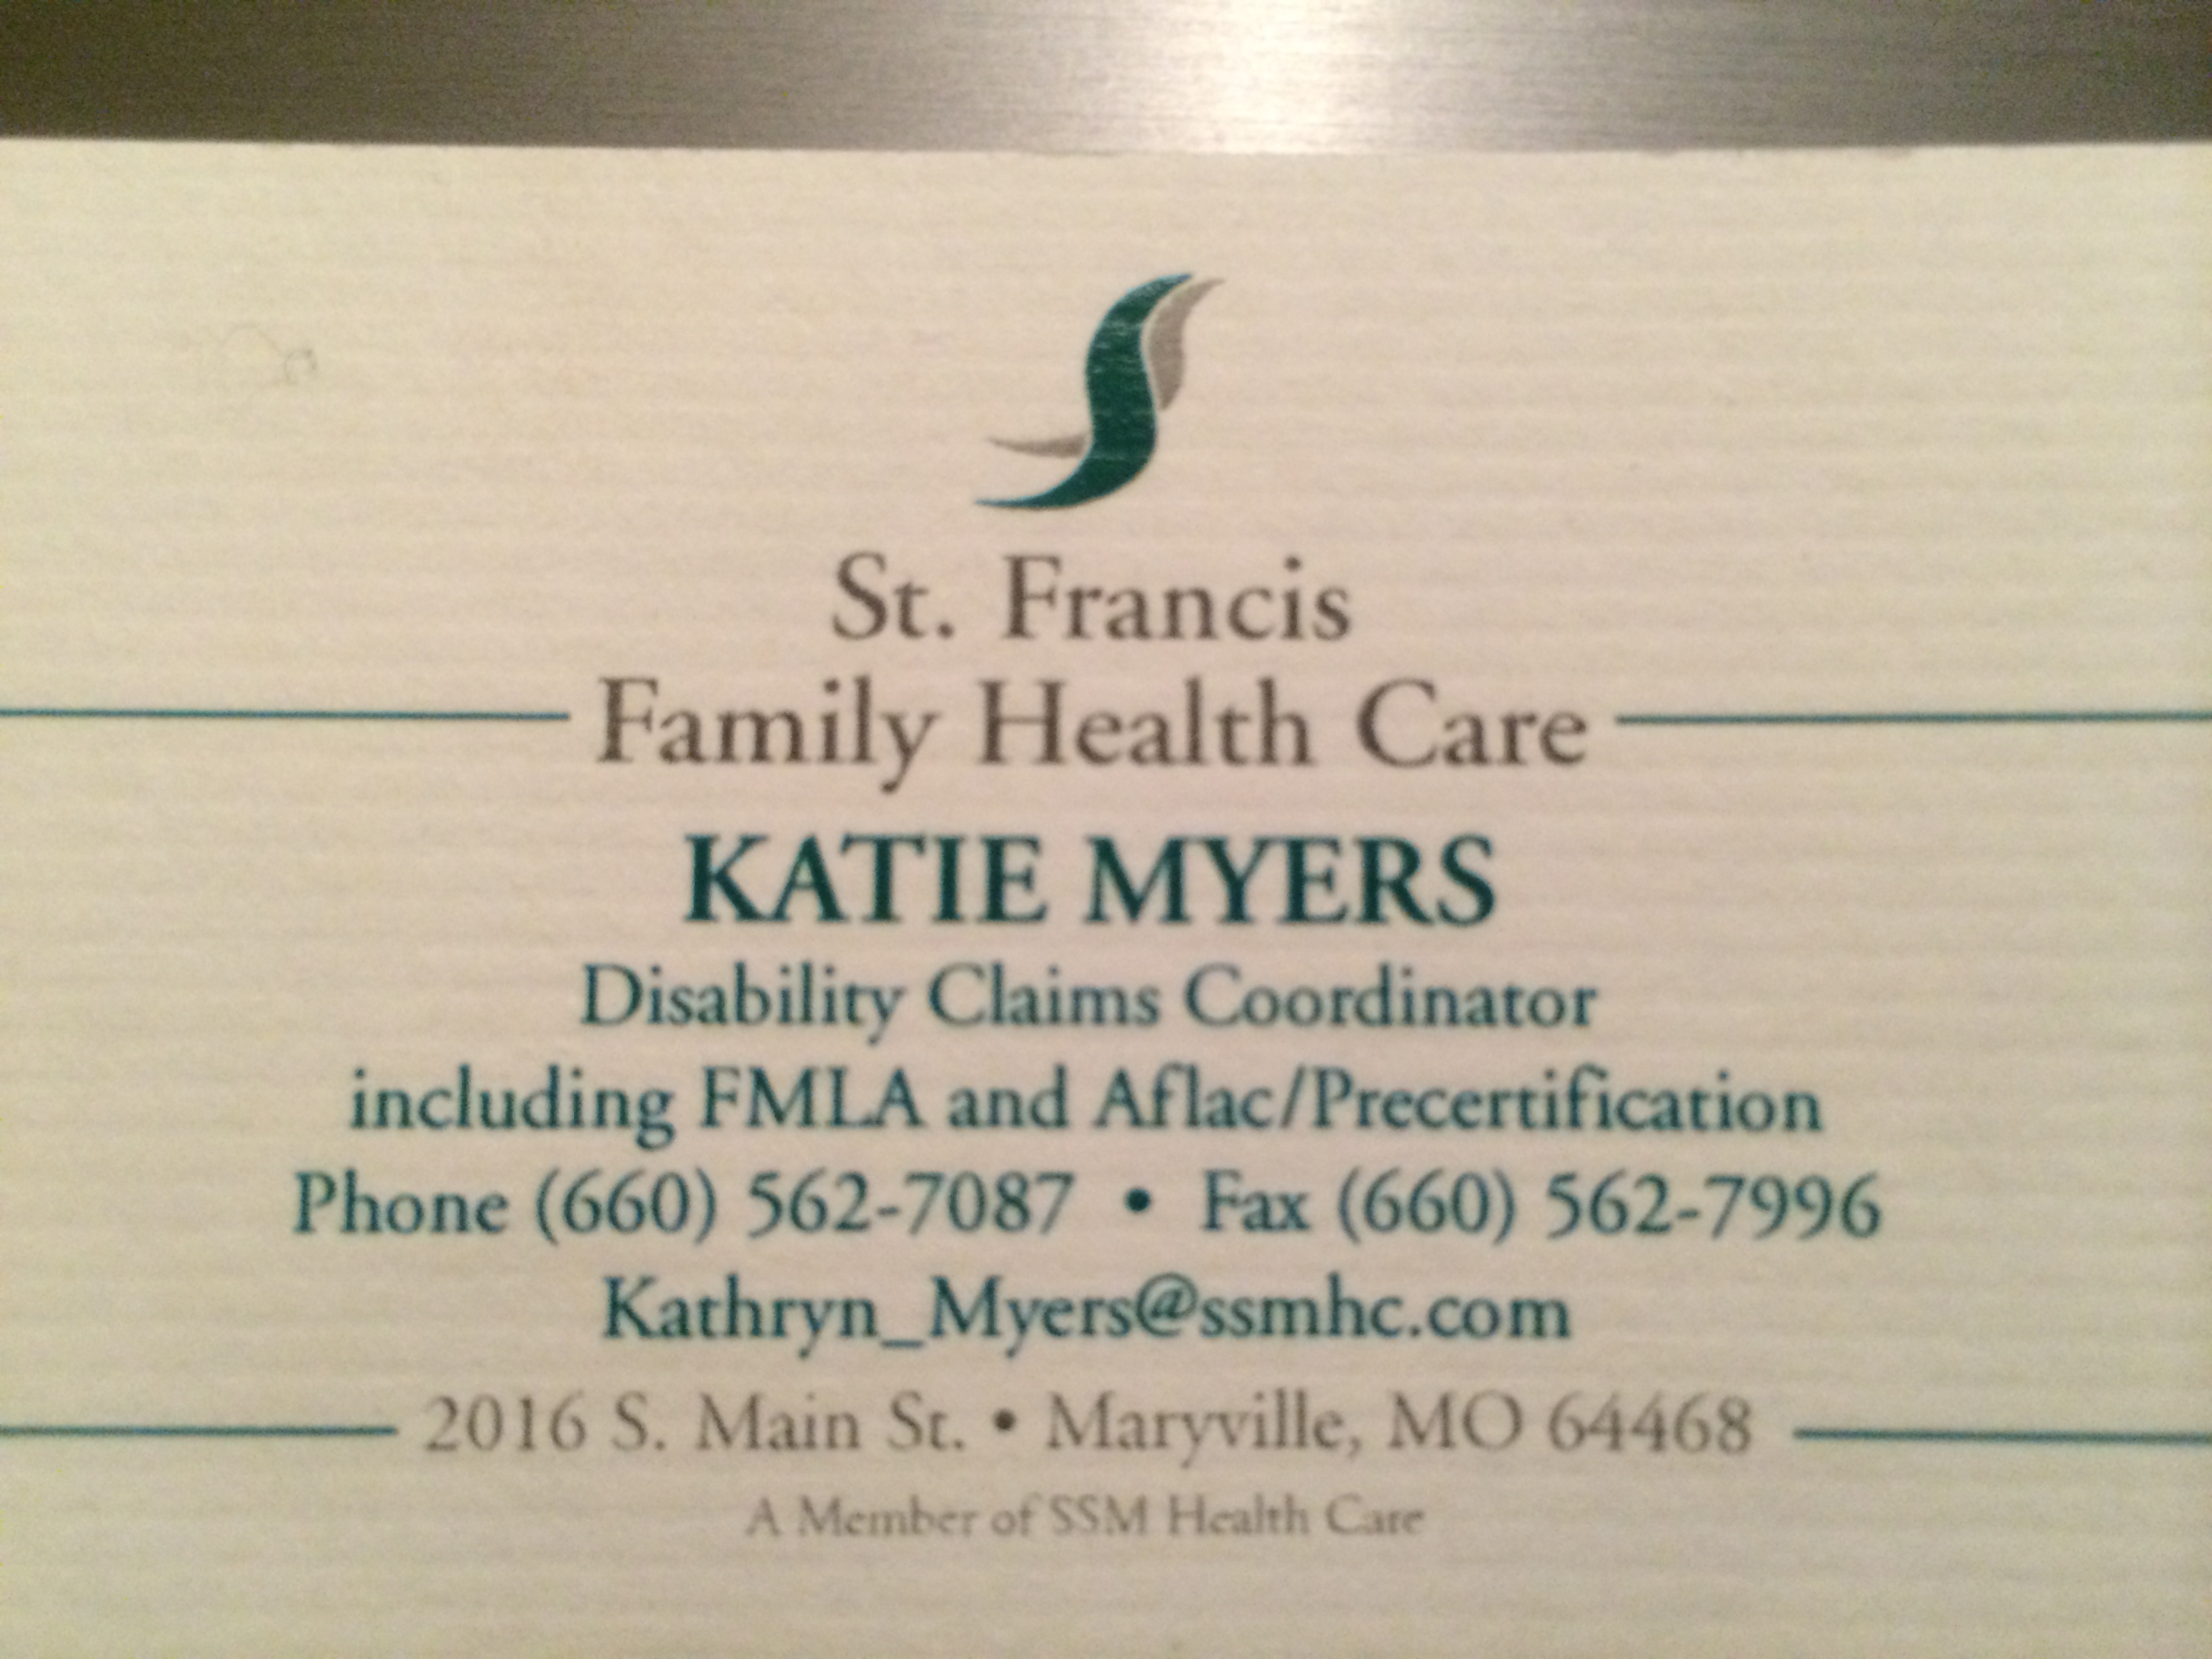 St. Francis
Family Health Care
KATIE MYERS
Disability Claims Coordinator
including FMLA and Aflac/Precertification
Phone (660) 562-7087 • Fax (660) 562-7996
Kathryn_Myers@ssmhc.com
2016 S. Main St. • Maryville, MO 64468
A Member of SSM Health Care